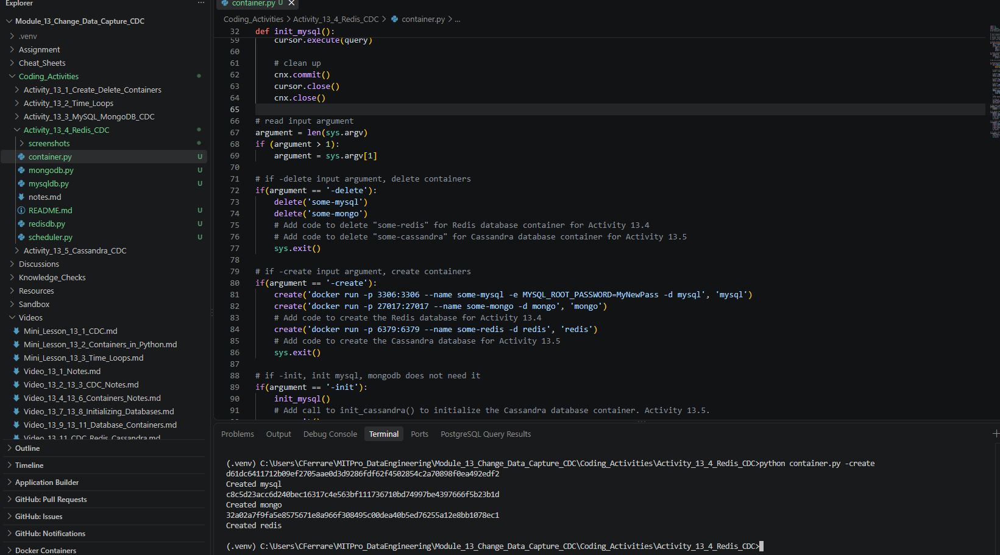 Explorer
Module_13_Change_Data_Capture_CDC
.venv
Assignment
Cheat_Sheets
Coding_Activities
Activity_13_1_Create_Delete_Containers
Activity_13_2_Time_Loops
Activity_13_3_MySQL_MongoDB_CDC
Activity_13_4_Redis_CDC
screenshots
container.py U
mongodb.py U
mysqldb.py U
notes.md
README.md U
redisdb.py U
scheduler.py U
Activity_13_5_Cassandra_CDC
Discussions
Knowledge_Checks
Resources
Sandbox
Videos
Mini_Lesson_13_1_CDC.md
Mini_Lesson_13_2_Containers_in_Python.md
Mini_Lesson_13_3_Time_Loops.md
Video_13_1_Notes.md
Video_13_2_13_3_CDC_Notes.md
Video_13_4_13_6_Containers_Notes.md
Video_13_7_13_8_Initializing_Databases.md
Video_13_9_13_11_Database_Containers.md
Video_13_11_CDC_Redis_Cassandra.md
Outline
Timeline
Application Builder
GitHub: Pull Requests
GitHub: Issues
GitHub: Notifications
Docker Containers
container.py U
Coding_Activities > Activity_13_4_Redis_CDC > container.py > ...
32 def init_mysql():
59 cursor.execute(query)
60
61 # clean up
62 cnx.commit()
63 cursor.close()
64 cnx.close()
65
66 # read input argument
67 argument = len(sys.argv)
68 if (argument > 1):
69 argument = sys.argv[1]
70
71 # if -delete input argument, delete containers
72 if(argument == '-delete'):
73 delete('some-mysql')
74 delete('some-mongo')
75 # Add code to delete "some-redis" for Redis database container for Activity 13.4
76 # Add code to delete "some-cassandra" for Cassandra database container for Activity 13.5
77 sys.exit()
78
79 # if -create input argument, create containers
80 if(argument == '-create'):
81 create('docker run -p 3306:3306 --name some-mysql -e MYSQL_ROOT_PASSWORD=MyNewPass -d mysql', 'mysql')
82 create('docker run -p 27017:27017 --name some-mongo -d mongo', 'mongo')
83 # Add code to create the Redis database for Activity 13.4
84 create('docker run -p 6379:6379 --name some-redis -d redis', 'redis')
85 # Add code to create the Cassandra database for Activity 13.5
86 sys.exit()
87
88 # if -init, init mysql, mongodb does not need it
89 if(argument == '-init'):
90 init_mysql()
91 # Add call to init_cassandra() to initialize the Cassandra database container. Activity 13.5.
Problems Output Debug Console Terminal Ports PostgreSQL Query Results
(.venv) C:\Users\CFerrare\MITPro_DataEngineering\Module_13_Change_Data_Capture_CDC\Coding_Activities\Activity_13_4_Redis_CDC>python container.py -create
d61dc6411712b09ef2705aae0d3d9286fdf62f4502854c2a70898f0ea492edf2
Created mysql
c8c5d23acc6d240bec16317c4e563bf111736710bd74997be4397666f5b23b1d
Created mongo
32a02a7f9fa5e8575671e8a966f308495c00dea40b5ed76255a12e8bb1078ec1
Created redis
(.venv) C:\Users\CFerrare\MITPro_DataEngineering\Module_13_Change_Data_Capture_CDC\Coding_Activities\Activity_13_4_Redis_CDC>